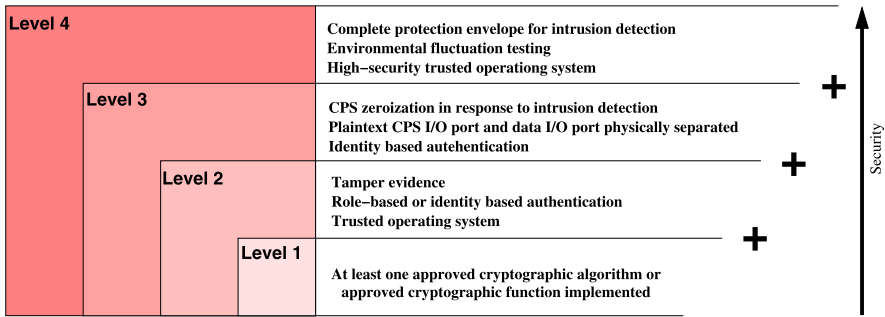 Level 4
Complete protection envelope for intrusion detection
Environmental fluctuation testing
High−security trusted operationg system
Level 3
CPS zeroization in response to intrusion detection
Plaintext CPS I/O port and data I/O port physically separated
Identity based autehentication
Level 2
Tamper evidence
Role−based or identity based authentication
Trusted operating system
Level 1
At least one approved cryptographic algorithm or
approved cryptographic function implemented
+
+
+
Security